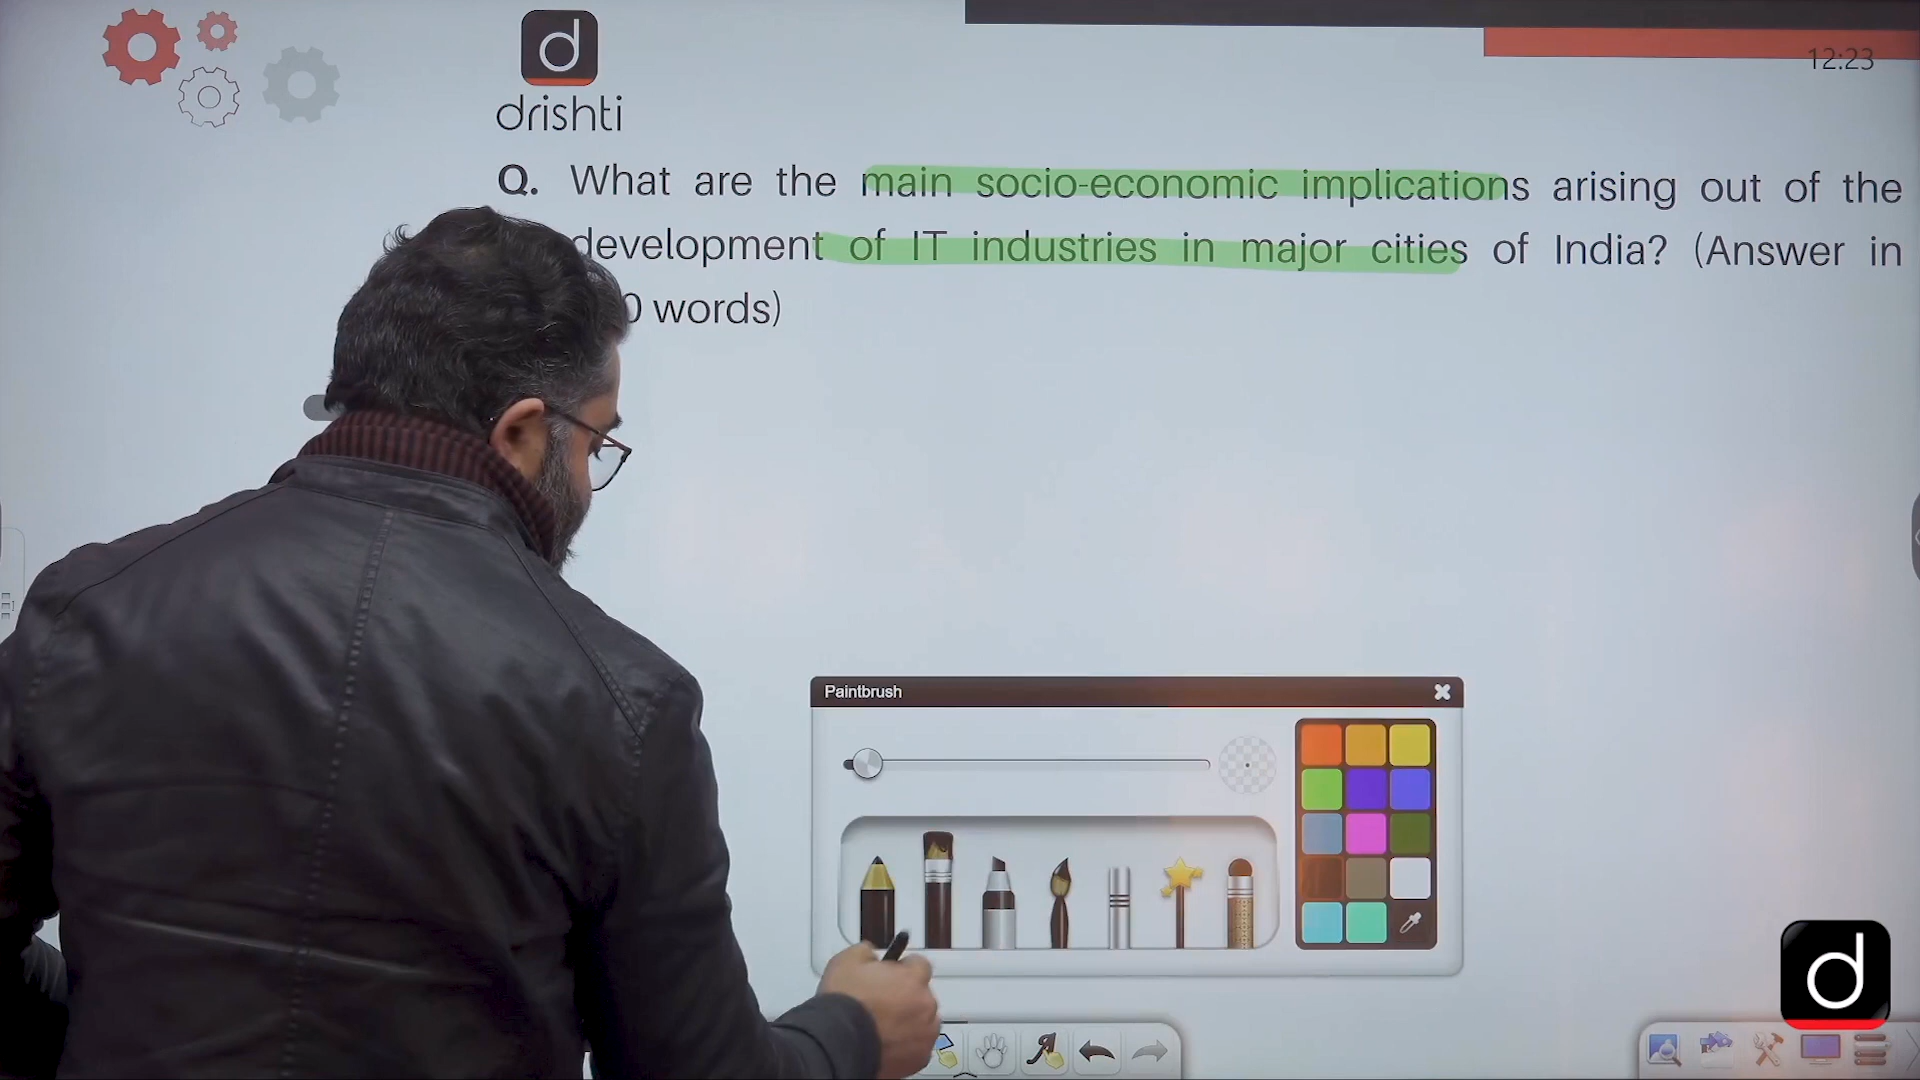 12:23
d
drishti
Q. What are the main socio-economic implications arising out of the
development of IT industries in major cities of India? (Answer in
0 words)
Paintbrush
d